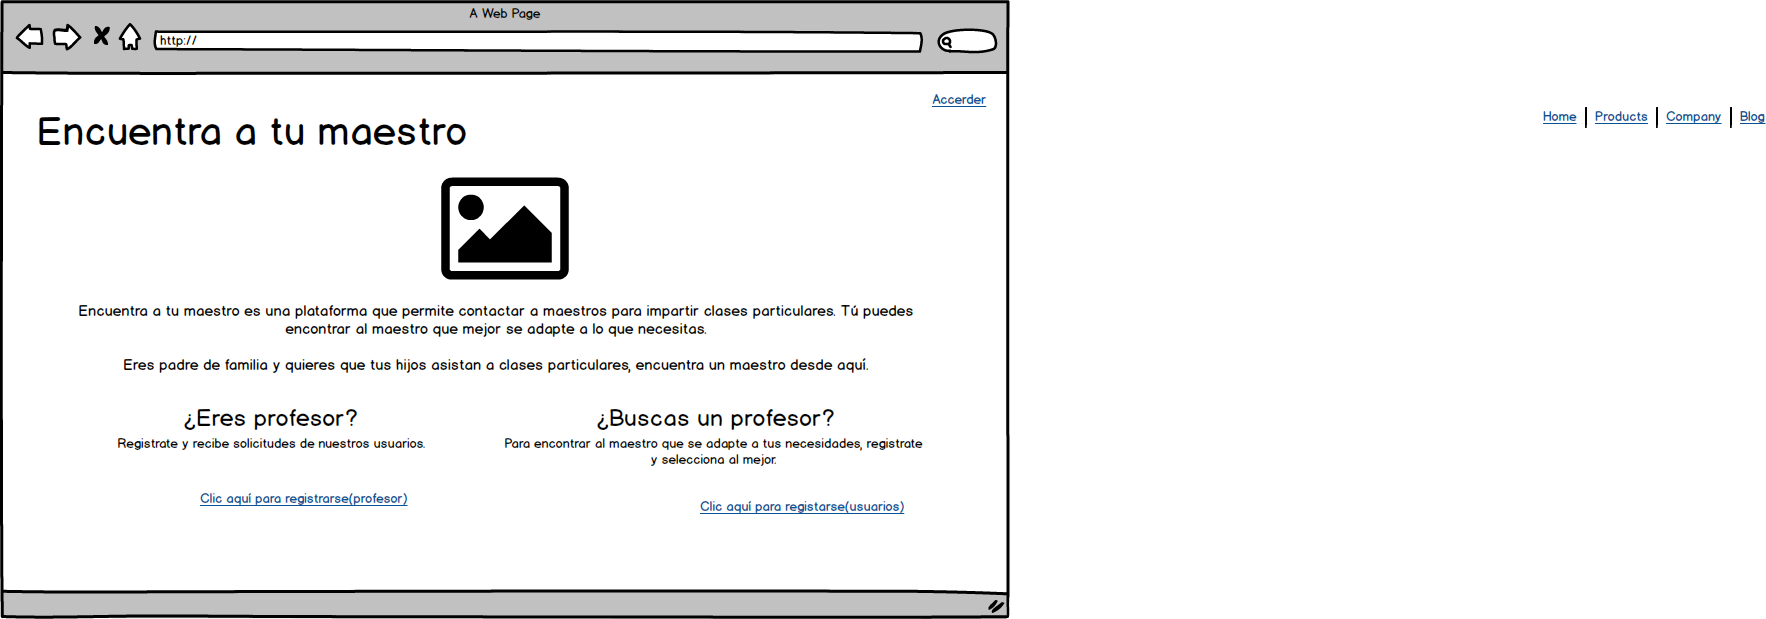 A Web Page
http://
Accerder
Home Products Company Blog
Encuentra a tu maestro
Encuentra a tu maestro es una plataforma que permite contactar a maestros para impartir clases particulares. Tú puedes
encontrar al maestro que mejor se adapte a lo que necesitas.
Eres padre de familia y quieres que tus hijos asistan a clases particulares, encuentra un maestro desde aquí.
¿Eres profesor?
Registrate y recibe solicitudes de nuestros usuarios.
Clic aquí para registrarse(profesor)
¿Buscas un profesor?
Para encontrar al maestro que se adapte a tus necesidades, registrate
y selecciona al mejor.
Clic aquí para registarse(usuarios)